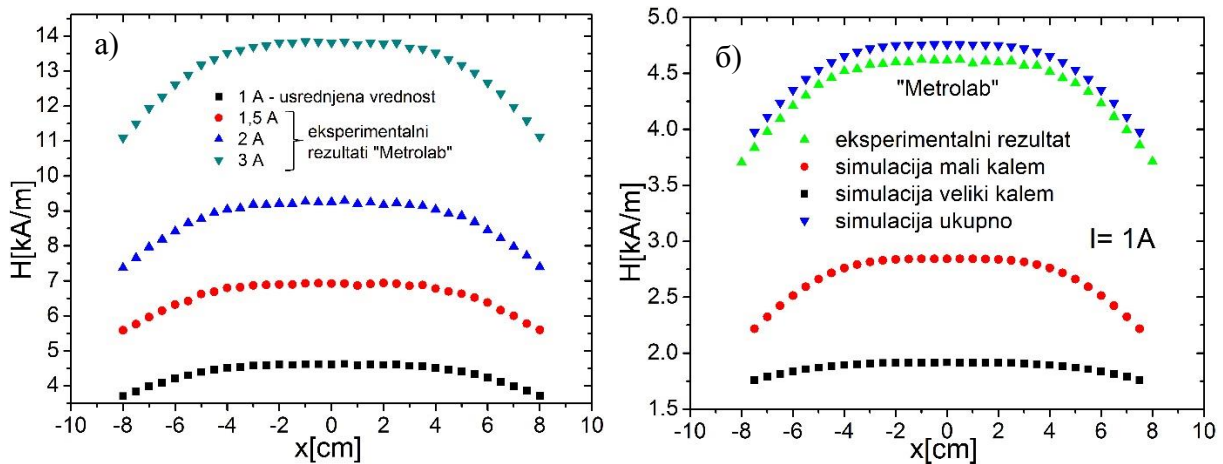 а)
H[kA/m]
14
13
12
11
10
9
8
7
6
5
4
1 A - usrednjena vrednost
1,5 A
2 A
3 A
eksperimentalni
rezultati "Metrolab"
-10 -8 -6 -4 -2 0 2 4 6 8 10
x[cm]
б)
H[kA/m]
5.0
4.5
4.0
3.5
3.0
2.5
2.0
1.5
"Metrolab"
eksperimentalni rezultat
simulacija mali kalem
simulacija veliki kalem
simulacija ukupno
I= 1A
-10 -8 -6 -4 -2 0 2 4 6 8 10
x[cm]